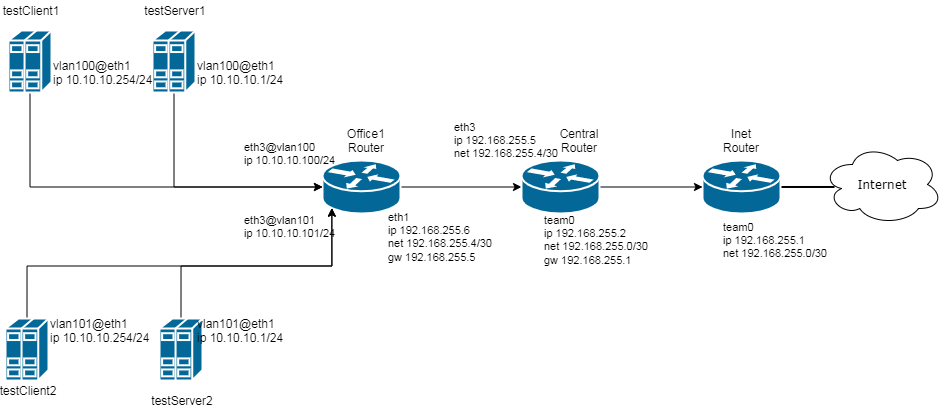 testClient1
testServer1
vlan100@eth1
ip 10.10.10.254/24
vlan100@eth1
ip 10.10.10.1/24
eth3@vlan100
ip 10.10.10.100/24
Office1
Router
eth3
ip 192.168.255.5
net 192.168.255.4/30
Central
Router
Inet
Router
Internet
eth3@vlan101
ip 10.10.10.101/24
eth1
ip 192.168.255.6
net 192.168.255.4/30
gw 192.168.255.5
team0
ip 192.168.255.2
net 192.168.255.0/30
gw 192.168.255.1
team0
ip 192.168.255.1
net 192.168.255.0/30
vlan101@eth1
ip 10.10.10.254/24
vlan101@eth1
ip 10.10.10.1/24
testClient2
testServer2